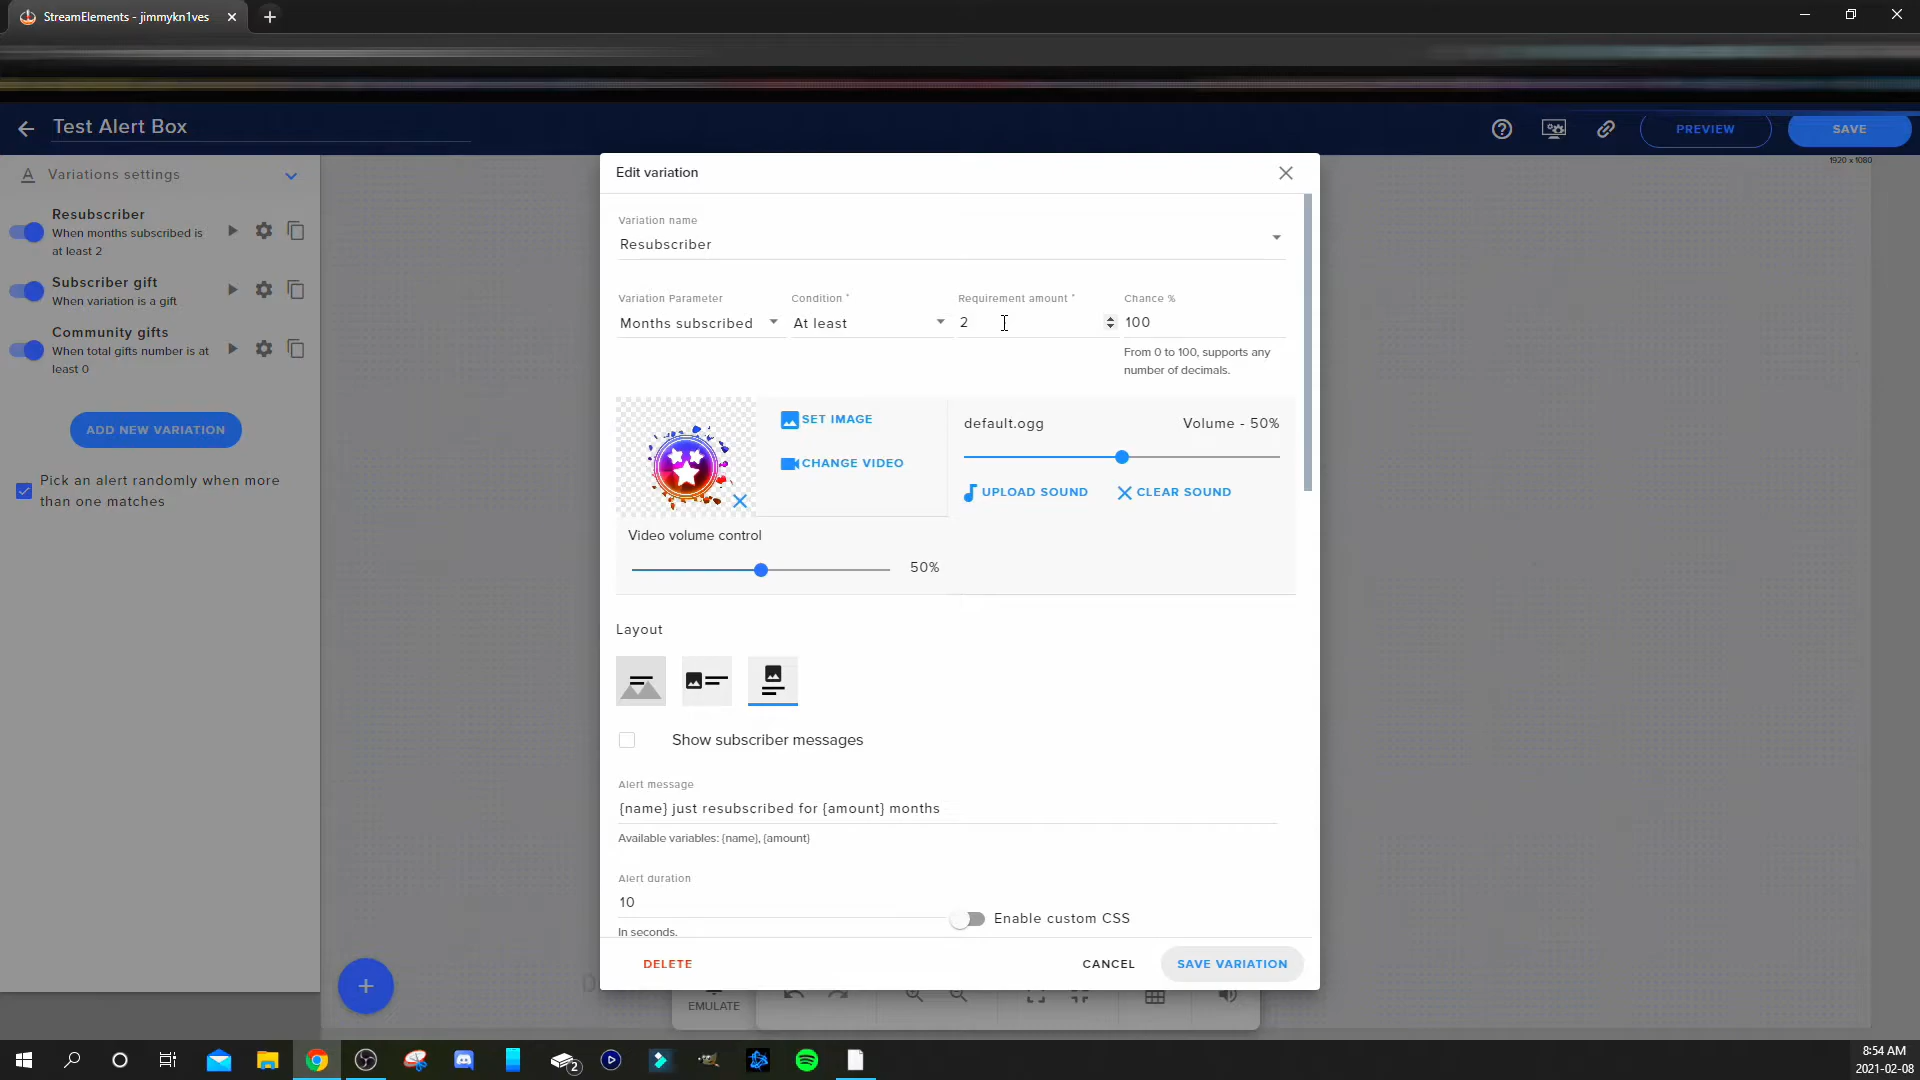 StreamElements - jimmykn1ves
Test Alert Box
PREVIEW
SAVE
1920 x 1080
Variations settings
Resubscriber
When months subscribed is
at least 2
Subscriber gift
When variation is a gift
Community gifts
When total gifts number is at
least 0
ADD NEW VARIATION
Pick an alert randomly when more
than one matches
Edit variation
Variation name
Resubscriber
Variation Parameter
Condition *
Requirement amount *
Chance %
Months subscribed
At least
2
100
From 0 to 100, supports any
number of decimals.
SET IMAGE
CHANGE VIDEO
default.ogg
Volume - 50%
UPLOAD SOUND
CLEAR SOUND
Video volume control
50%
Layout
Show subscriber messages
Alert message
{name} just resubscribed for {amount} months
Available variables: {name}, {amount}
Alert duration
10
In seconds.
Enable custom CSS
DELETE
CANCEL
SAVE VARIATION
EMULATE
2
8:54 AM
2021-02-08